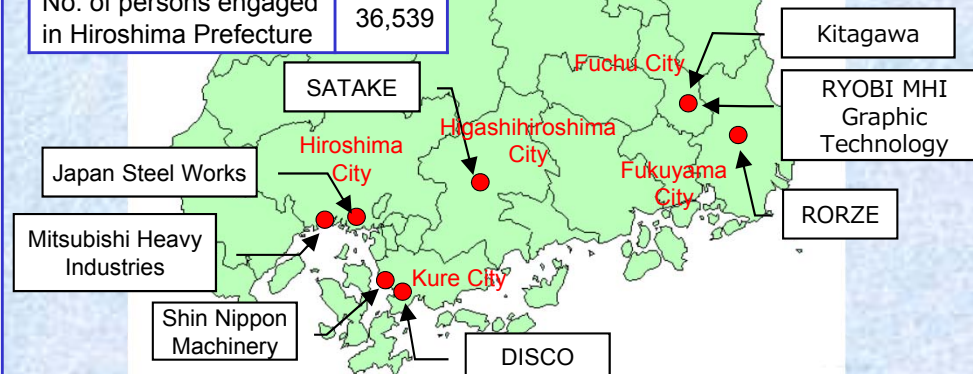 No. of persons engaged
in Hiroshima Prefecture
36,539
Kitagawa
Fuchu City
SATAKE
RYOBI MHI
Graphic
Technology
Higashihiroshima
City
Hiroshima
City
Japan Steel Works
Fukuyama
City
RORZE
Mitsubishi Heavy
Industries
Kure City
Shin Nippon
Machinery
DISCO